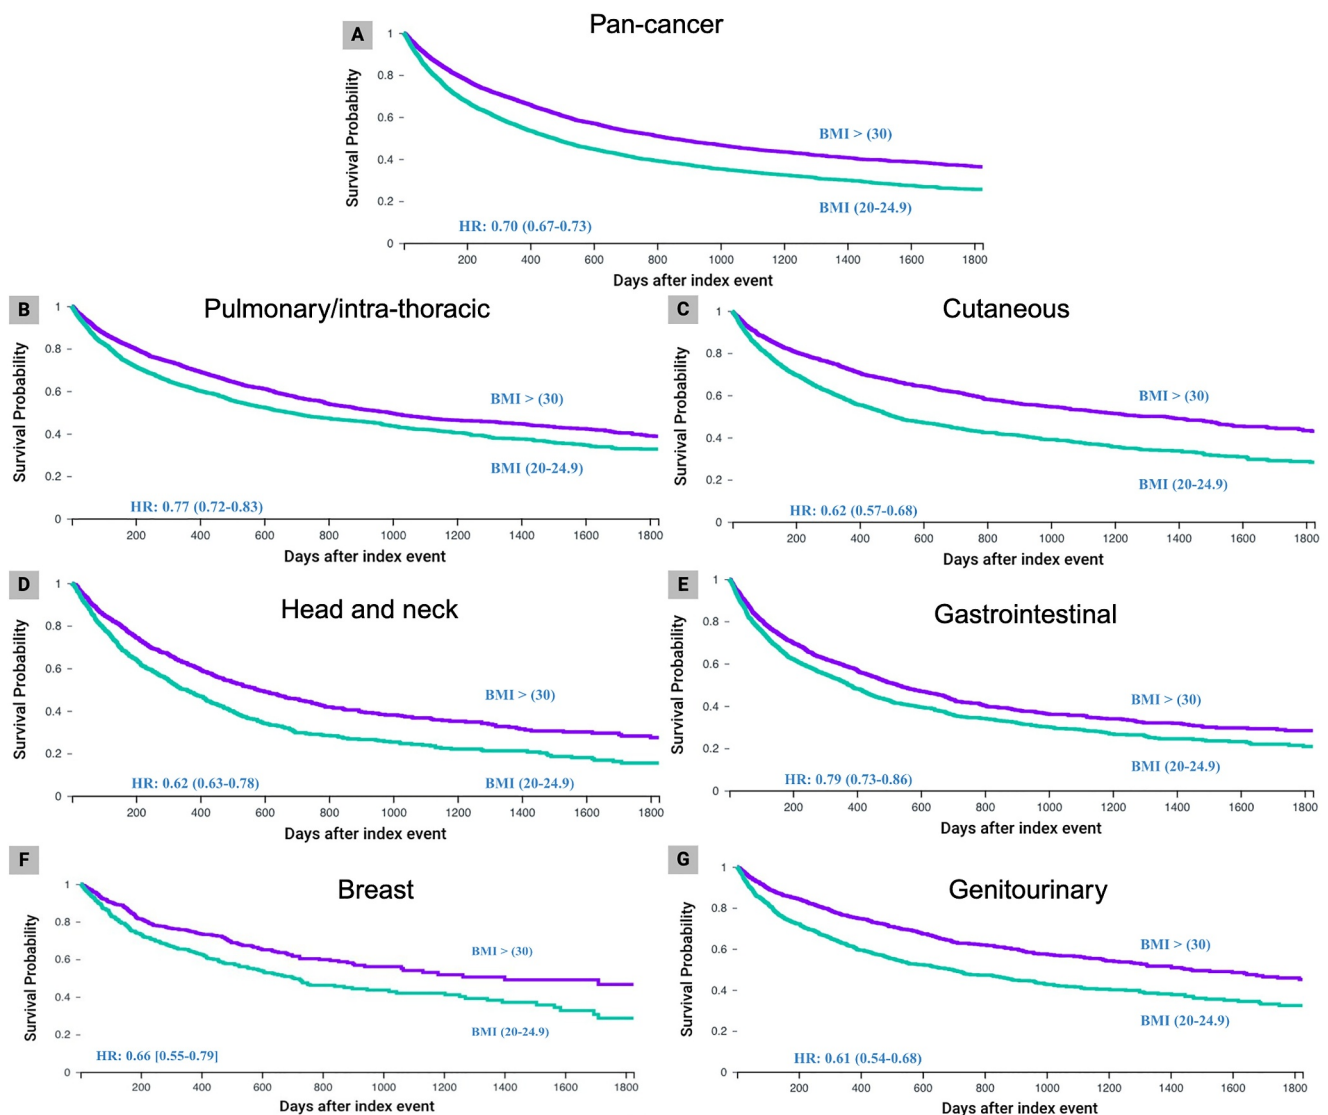 A
Pan-cancer
1
0.8
0.6
0.4
0.2
0
Survival Probability
BMI > (30)
BMI (20-24.9)
HR: 0.70 (0.67-0.73)
200 400 600 800 1000 1200 1400 1600 1800
Days after index event
B
Pulmonary/intra-thoracic
1
0.8
0.6
0.4
0.2
0
Survival Probability
BMI > (30)
BMI (20-24.9)
HR: 0.77 (0.72-0.83)
200 400 600 800 1000 1200 1400 1600 1800
Days after index event
C
Cutaneous
1
0.8
0.6
0.4
0.2
0
Survival Probability
BMI > (30)
BMI (20-24.9)
HR: 0.62 (0.57-0.68)
200 400 600 800 1000 1200 1400 1600 1800
Days after index event
D
Head and neck
1
0.8
0.6
0.4
0.2
0
Survival Probability
BMI > (30)
BMI (20-24.9)
HR: 0.62 (0.63-0.78)
200 400 600 800 1000 1200 1400 1600 1800
Days after index event
E
Gastrointestinal
1
0.8
0.6
0.4
0.2
0
Survival Probability
BMI > (30)
BMI (20-24.9)
HR: 0.79 (0.73-0.86)
200 400 600 800 1000 1200 1400 1600 1800
Days after index event
F
Breast
1
0.8
0.6
0.4
0.2
0
Survival Probability
BMI > (30)
BMI (20-24.9)
HR: 0.66 [0.55-0.79]
200 400 600 800 1000 1200 1400 1600 1800
Days after index event
G
Genitourinary
1
0.8
0.6
0.4
0.2
0
Survival Probability
BMI > (30)
BMI (20-24.9)
HR: 0.61 (0.54-0.68)
200 400 600 800 1000 1200 1400 1600 1800
Days after index event